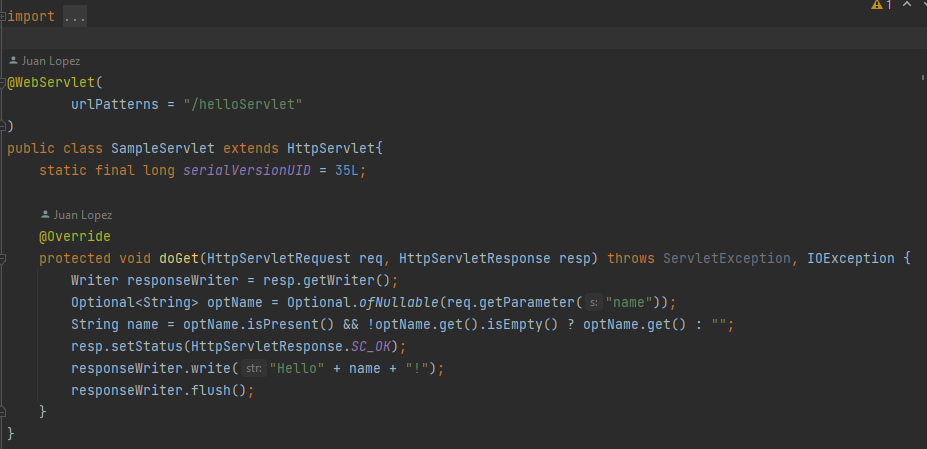 import ...
1
Juan Lopez
@WebServlet(
        urlPatterns = "/helloServlet"
)
public class SampleServlet extends HttpServlet{
    static final long serialVersionUID = 35L;
    Juan Lopez
    @Override
    protected void doGet(HttpServletRequest req, HttpServletResponse resp) throws ServletException, IOException {
        Writer responseWriter = resp.getWriter();
        Optional<String> optName = Optional.ofNullable(req.getParameter( s: "name"));
        String name = optName.isPresent() && !optName.get().isEmpty() ? optName.get() : "";
        resp.setStatus(HttpServletResponse.SC_OK);
        responseWriter.write( str: "Hello" + name + "!");
        responseWriter.flush();
    }
}